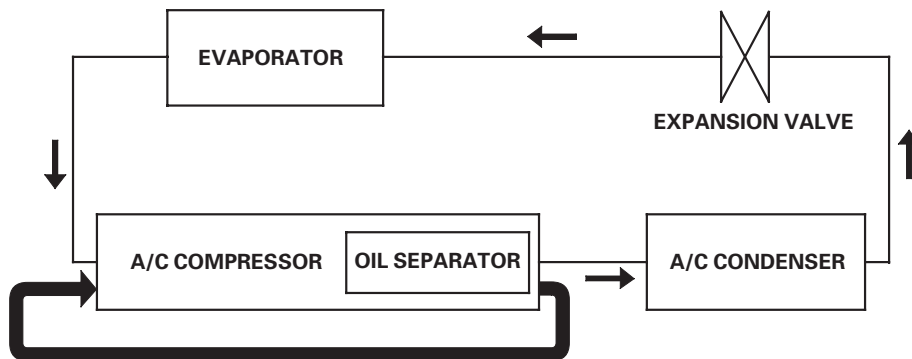 EVAPORATOR
EXPANSION VALVE
A/C COMPRESSOR
OIL SEPARATOR
A/C CONDENSER